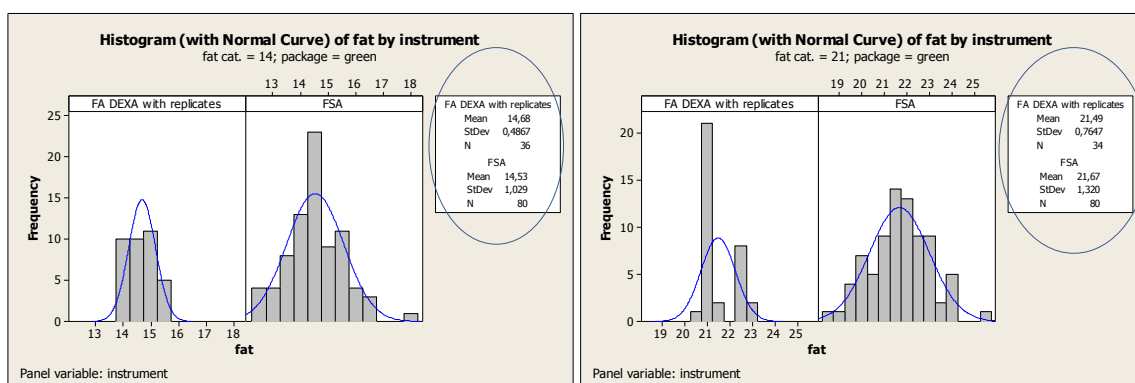 Histogram (with Normal Curve) of fat by instrument
fat cat. = 14; package = green
13 14 15 16 17 18
FA DEXA with replicates FSA
25
20
15
10
5
0
Frequency
13 14 15 16 17 18
fat
FA DEXA with replicates
Mean 14,68
StDev 0,4867
N 36
FSA
Mean 14,53
StDev 1,029
N 80
Panel variable: instrument
Histogram (with Normal Curve) of fat by instrument
fat cat. = 21; package = green
19 20 21 22 23 24 25
FA DEXA with replicates FSA
20
15
10
5
0
Frequency
19 20 21 22 23 24 25
fat
FA DEXA with replicates
Mean 21,49
StDev 0,7647
N 34
FSA
Mean 21,67
StDev 1,320
N 80
Panel variable: instrument